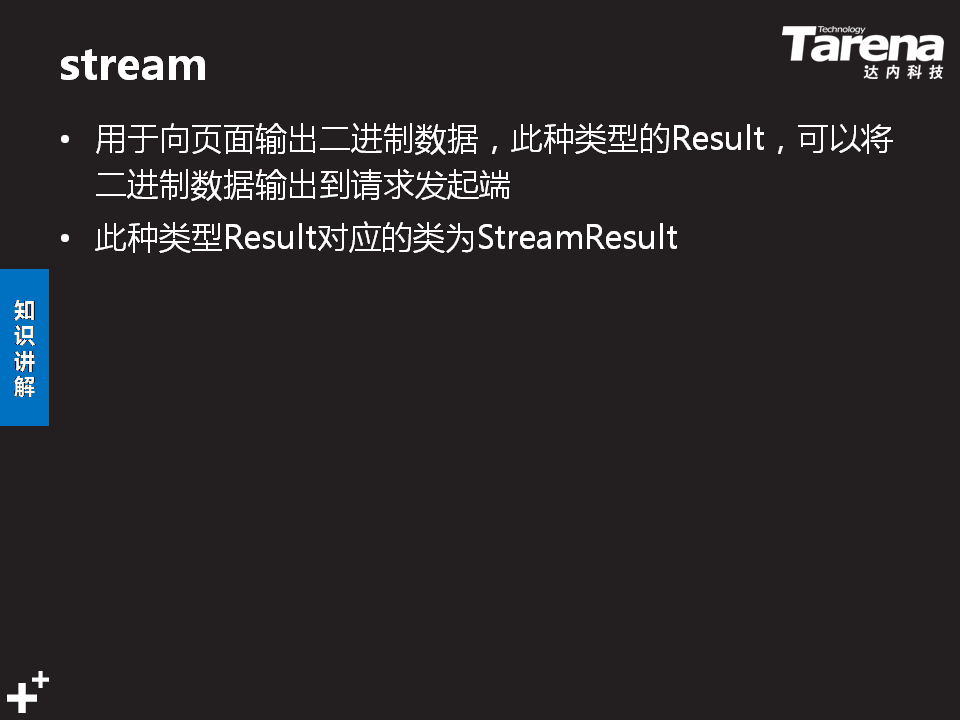 stream
Technology
Tarena
达内科技
• 用于向页面输出二进制数据，此种类型的Result，可以将
二进制数据输出到请求发起端
• 此种类型Result对应的类为StreamResult
知
识
讲
解